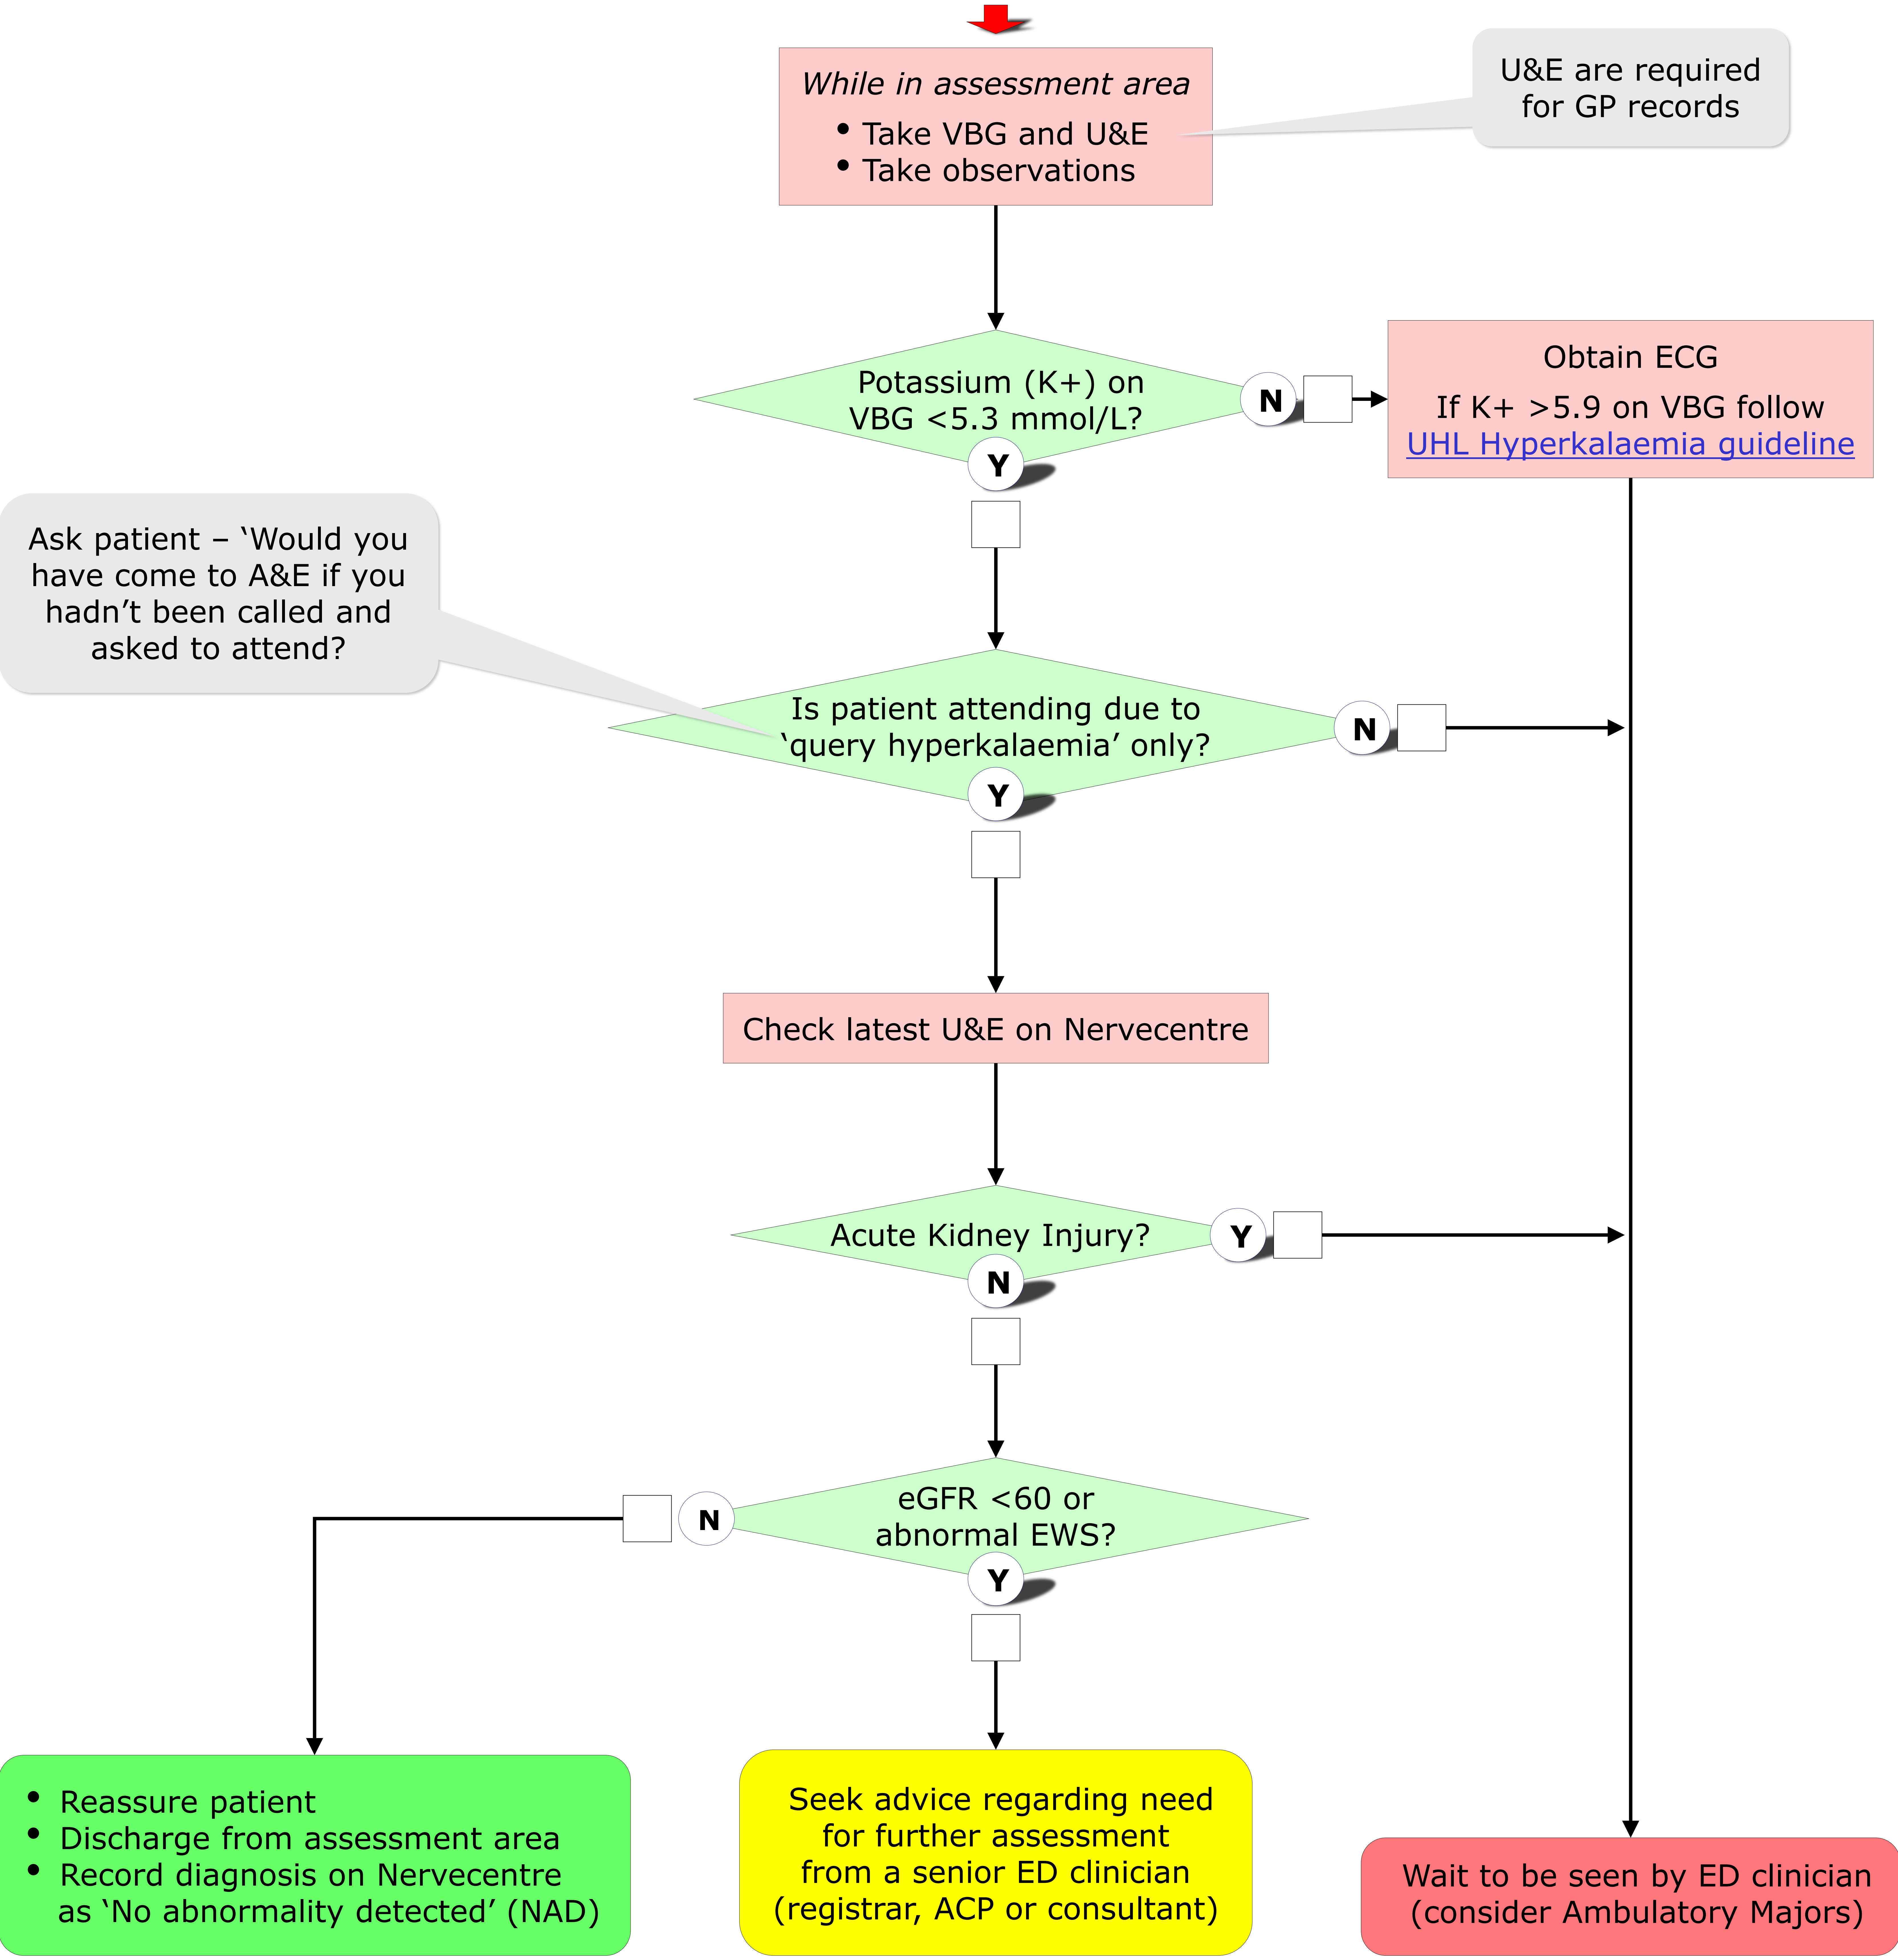 While in assessment area
• Take VBG and U&E
• Take observations
U&E are required
for GP records
Potassium (K+) on
VBG <5.3 mmol/L?
N
Y
Obtain ECG
If K+ >5.9 on VBG follow
UHL Hyperkalaemia guideline
Ask patient – ‘Would you
have come to A&E if you
hadn’t been called and
asked to attend?
Is patient attending due to
‘query hyperkalaemia’ only?
N
Y
Check latest U&E on Nervecentre
Acute Kidney Injury?
Y
N
eGFR <60 or
abnormal EWS?
N
Y
• Reassure patient
• Discharge from assessment area
• Record diagnosis on Nervecentre
as ‘No abnormality detected’ (NAD)
Seek advice regarding need
for further assessment
from a senior ED clinician
(registrar, ACP or consultant)
Wait to be seen by ED clinician
(consider Ambulatory Majors)